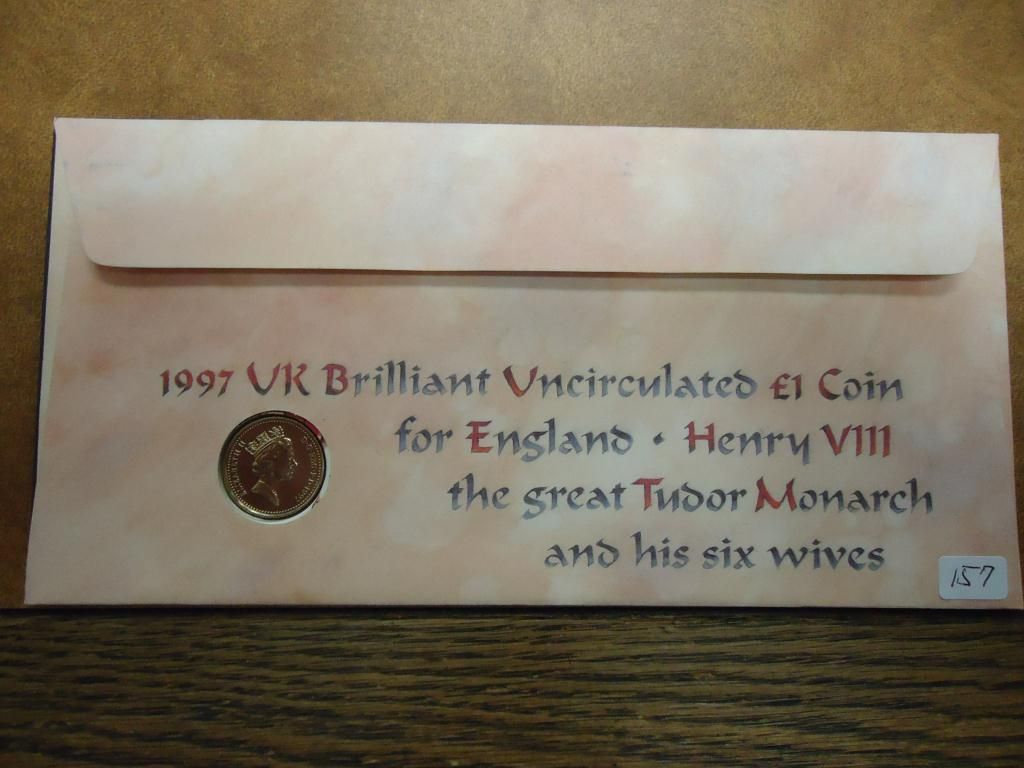 1997 UK Brilliant Uncirculated £1 Coin
for England · Henry VIII
the great Tudor Monarch
and his six wives
157